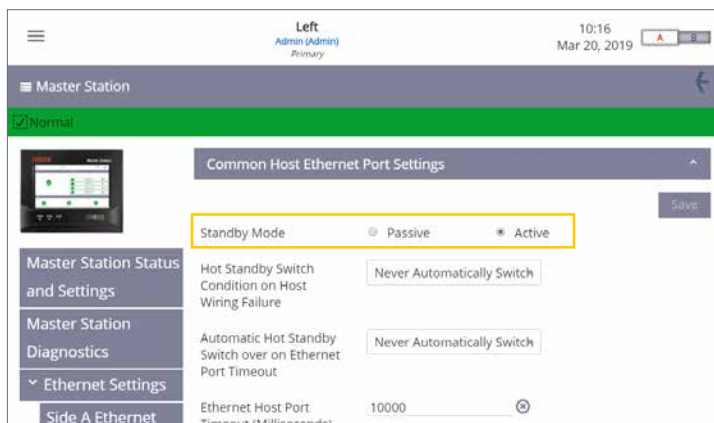 Left
Admin (Admin)
Primary
10:16
Mar 20, 2019
A B
Master Station
Normal
Common Host Ethernet Port Settings
Save
Standby Mode Passive Active
Master Station Status
and Settings
Hot Standby Switch
Condition on Host
Wiring Failure
Never Automatically Switch
Master Station
Diagnostics
Automatic Hot Standby
Switch over on Ethernet
Port Timeout
Never Automatically Switch
Ethernet Settings
Side A Ethernet
Ethernet Host Port
Timeout (Milliseconds)
10000